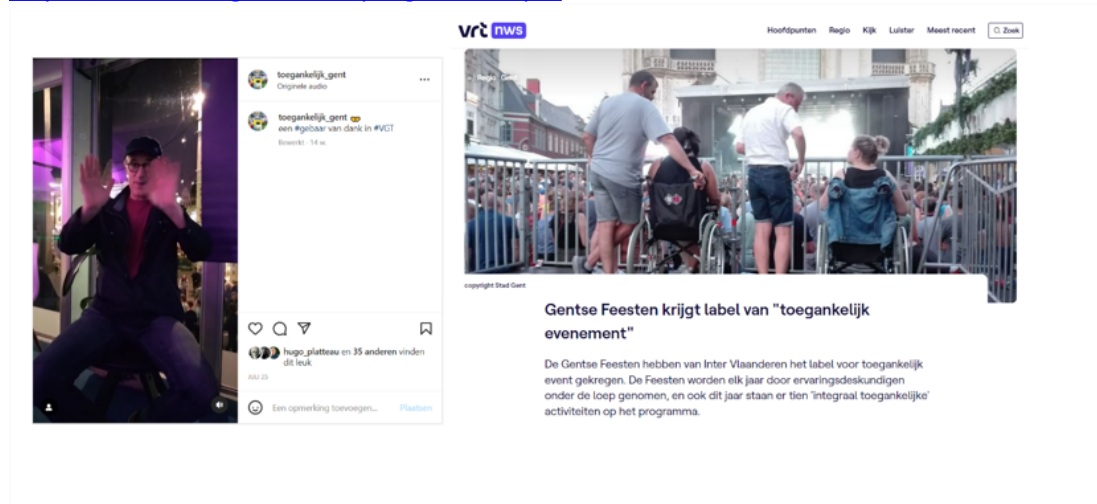 toegankelijk_gent
Originele audio
toegankelijk_gent
een #gebaar van dank in #VGT
Bewerkt · 14 w.
hugo_platteau en 35 anderen vinden
dit leuk
JULI 23
Een opmerking toevoegen... Plaatsen
vrt nws
Hoofdpunten Regio Kijk Luister Meest recent Zoek
Regio Gent
copyright Stad Gent
Gentse Feesten krijgt label van "toegankelijk
evenement"
De Gentse Feesten hebben van Inter Vlaanderen het label voor toegankelijk
event gekregen. De Feesten worden elk jaar door ervaringsdeskundigen
onder de loep genomen, en ook dit jaar staan er tien 'integraal toegankelijke'
activiteiten op het programma.